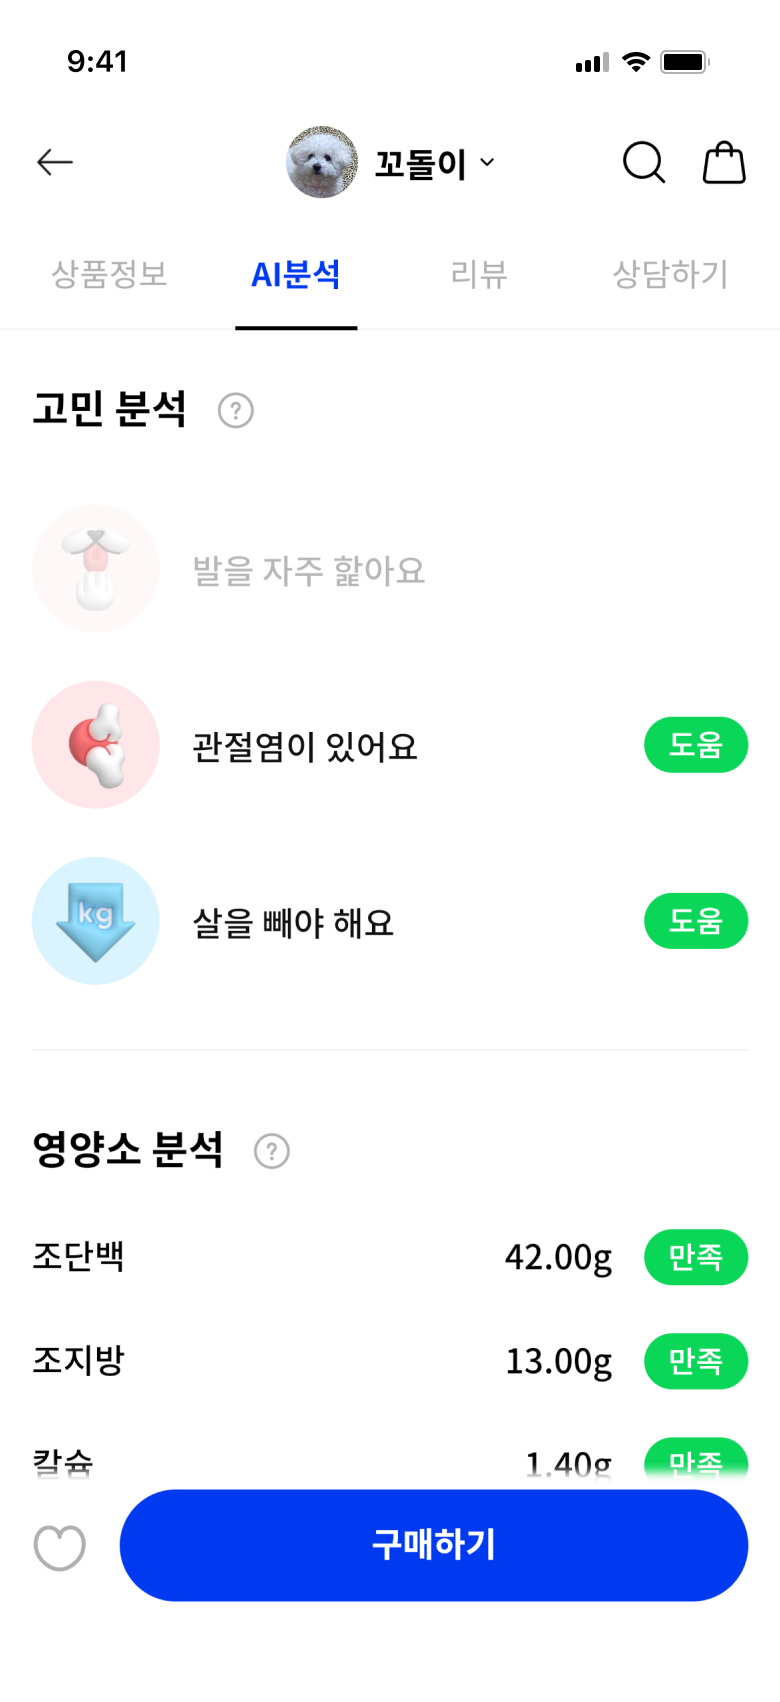 9:41
꼬돌이
상품정보 AI분석 리뷰 상담하기
고민 분석 ?
발을 자주 핥아요
관절염이 있어요 도움
kg 살을 빼야 해요 도움
영양소 분석 ?
조단백 42.00g 만족
조지방 13.00g 만족
칼슘 1.40g 만족
구매하기